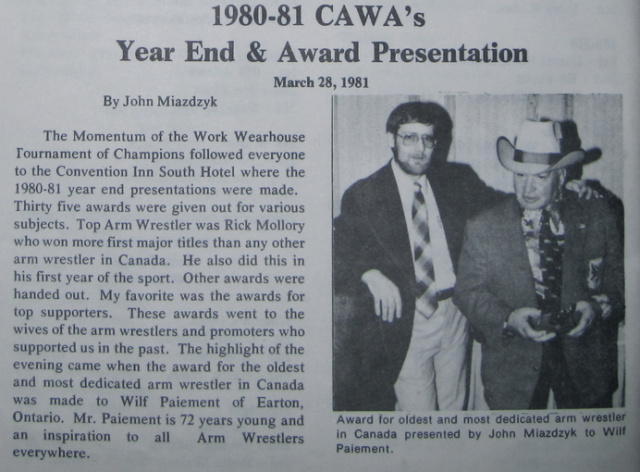 1980-81 CAWA's
Year End & Award Presentation
March 28, 1981
By John Miazdzyk
The Momentum of the Work Wearhouse
Tournament of Champions followed everyone
to the Convention Inn South Hotel where the
1980-81 year end presentations were made.
Thirty five awards were given out for various
subjects. Top Arm Wrestler was Rick Mollory
who won more first major titles than any other
arm wrestler in Canada. He also did this in
his first year of the sport. Other awards were
handed out. My favorite was the awards for
top supporters. These awards went to the
wives of the arm wrestlers and promoters who
supported us in the past. The highlight of the
evening came when the award for the oldest
and most dedicated arm wrestler in Canada
was made to Wilf Paiement of Earton,
Ontario. Mr. Paiement is 72 years young and
an inspiration to all Arm Wrestlers
everywhere.
Award for oldest and most dedicated arm wrestler
in Canada presented by John Miazdzyk to Wilf
Paiement.